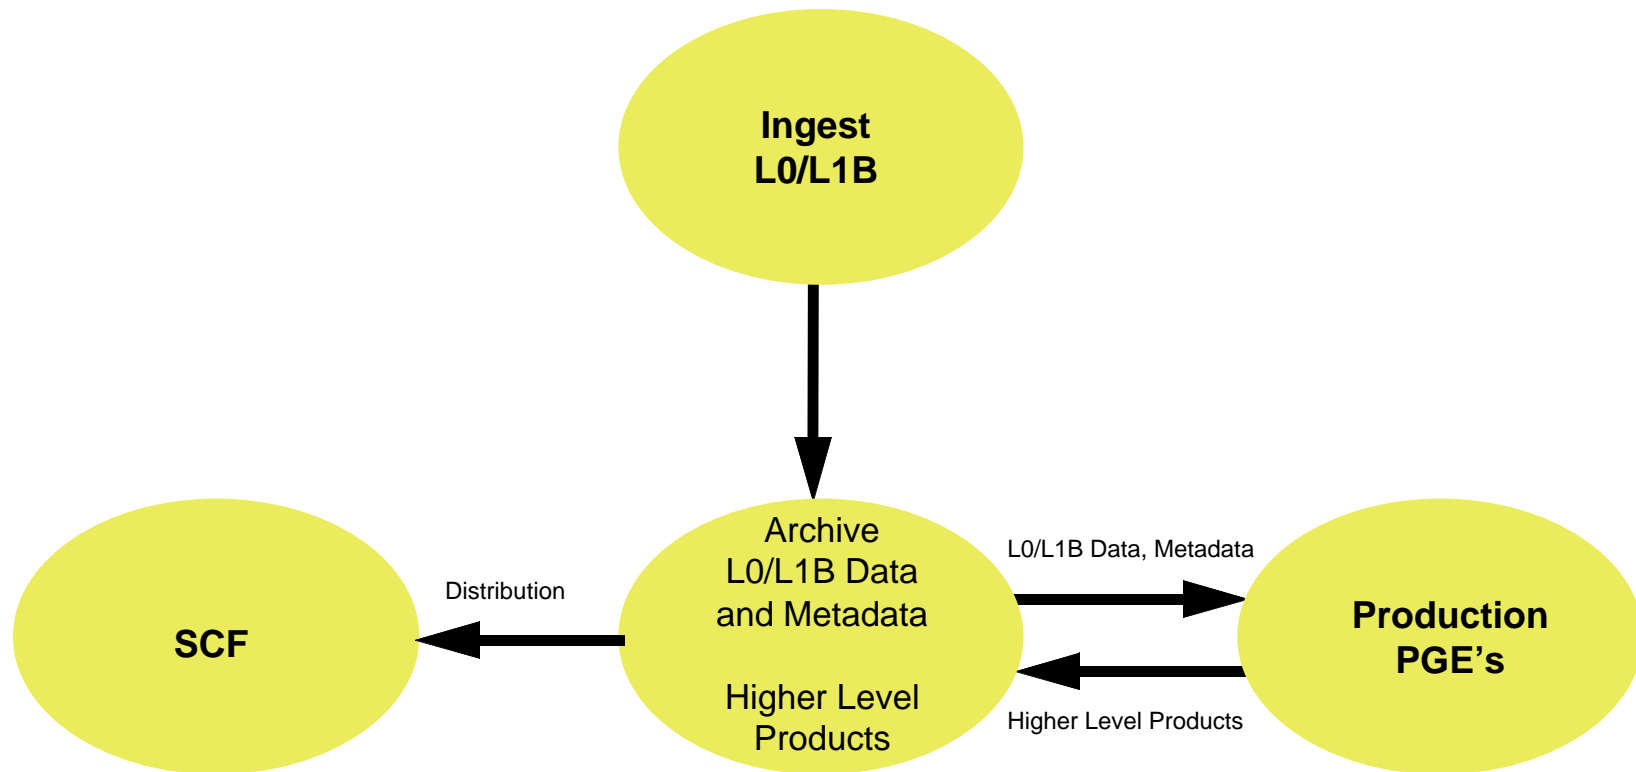 Ingest
L0/L1B
Archive
L0/L1B Data
and Metadata
Higher Level
Products
L0/L1B Data, Metadata
Distribution
SCF
Production
PGE’s
Higher Level Products